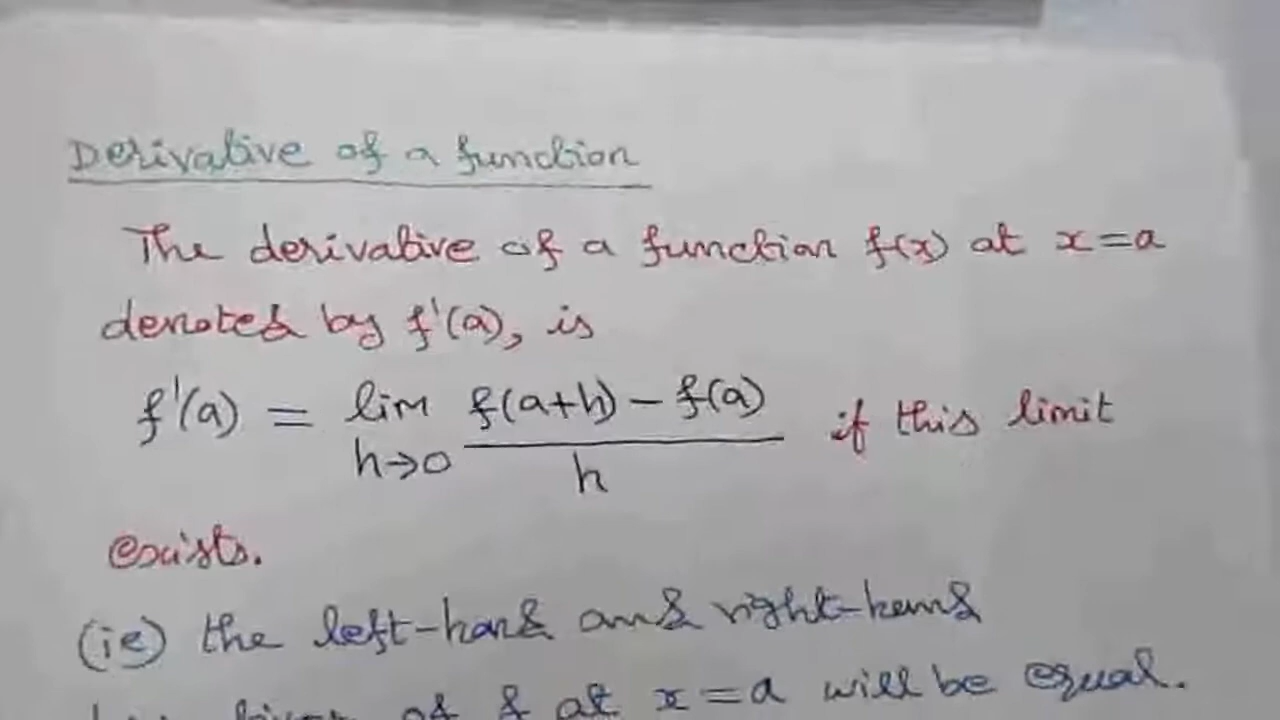 Derivative of a function
The derivative of a function f(x) at x=a
denoted by f'(a), is
f'(a) = lim h→0 f(a+h) - f(a) / h if this limit
exists.
(ie) the left-hand and right-hand
of f at x=a will be equal.